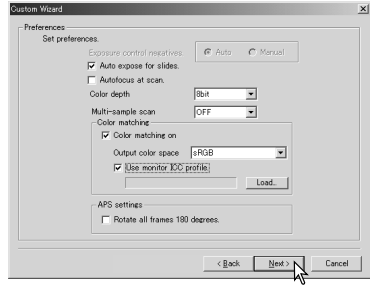 Custom Wizard
Preferences
Set preferences.
Exposure control negatives Auto Manual
Auto expose for slides.
Autofocus at scan.
Color depth 8bit
Multi-sample scan OFF
Color matching
Color matching on
Output color space sRGB
Use monitor ICC profile
Load...
APS settings
Rotate all frames 180 degrees.
< Back Next > Cancel